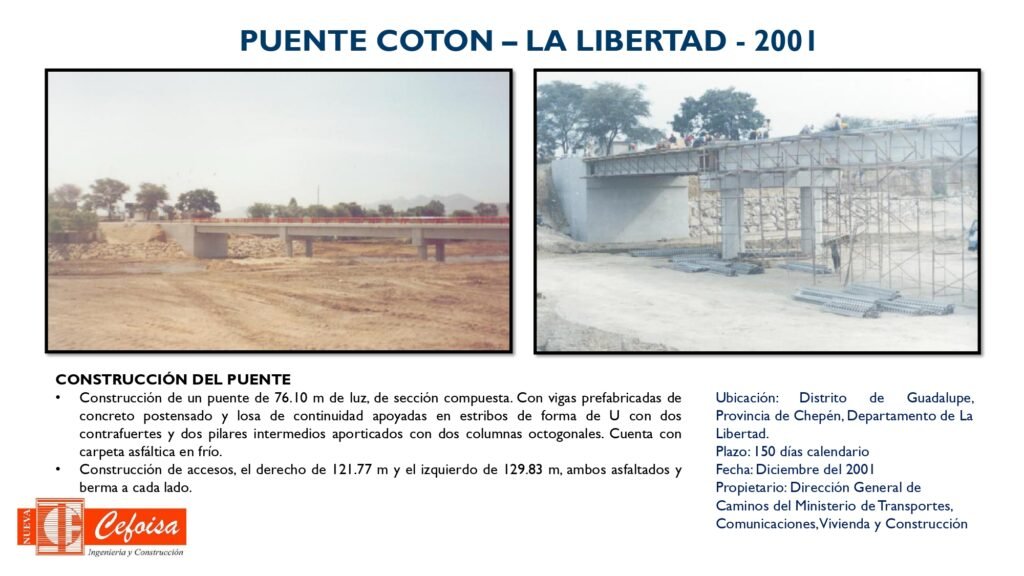 PUENTE COTON – LA LIBERTAD - 2001
CONSTRUCCIÓN DEL PUENTE
• Construcción de un puente de 76.10 m de luz, de sección compuesta. Con vigas prefabricadas de
concreto postensado y losa de continuidad apoyadas en estribos de forma de U con dos
contrafuertes y dos pilares intermedios aporticados con dos columnas octogonales. Cuenta con
carpeta asfáltica en frío.
• Construcción de accesos, el derecho de 121.77 m y el izquierdo de 129.83 m, ambos asfaltados y
berma a cada lado.
Ubicación: Distrito de Guadalupe,
Provincia de Chepén, Departamento de La
Libertad.
Plazo: 150 días calendario
Fecha: Diciembre del 2001
Propietario: Dirección General de
Caminos del Ministerio de Transportes,
Comunicaciones, Vivienda y Construcción
NUEVA
Cefoisa
Ingeniería y Construcción